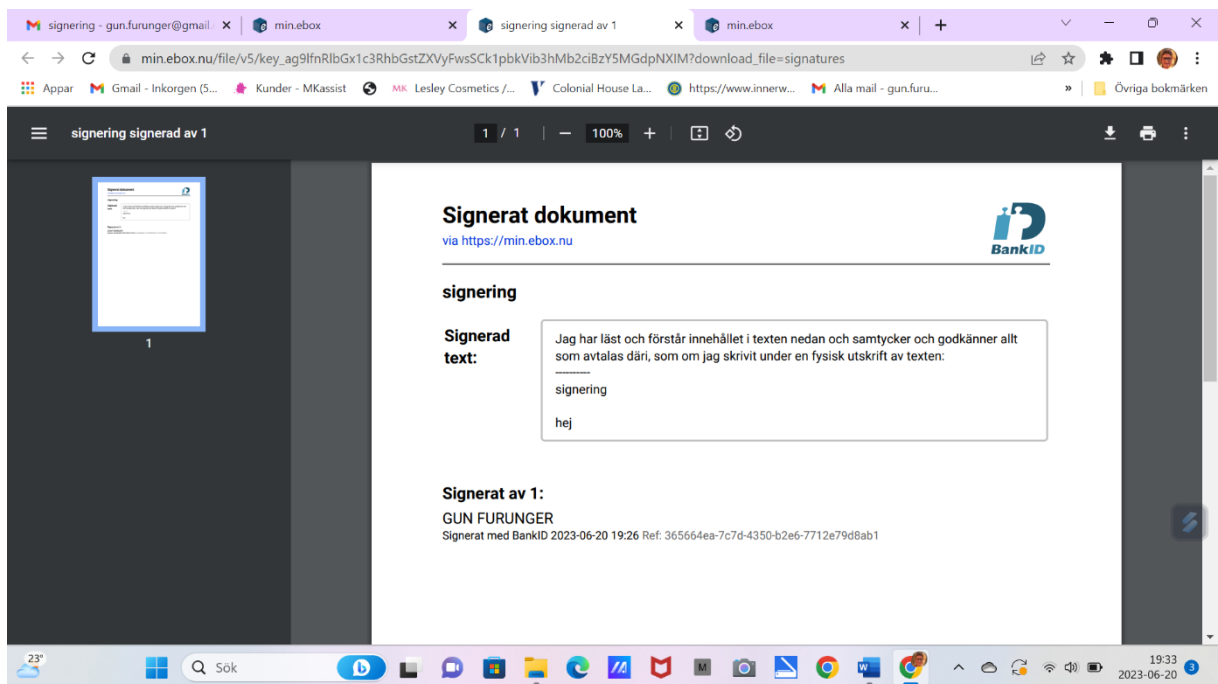 signering - gun.furunger@gmail.
min.ebox
signering signerad av 1
min.ebox
min.ebox.nu/file/v5/key_ag9lfnRlbGx1c3RhbGstZXVyFwsSCk1pbkVib3hMb2ciBzY5MGdpNXIM?download_file=signatures
Appar
Gmail - Inkorgen (5...
Kunder - MKassist
MK Lesley Cosmetics /...
Colonial House La...
https://www.innerw...
Alla mail - gun.furu...
»
Övriga bokmärken
signering signerad av 1
1 / 1
100%
1
Signerat dokument
via https://min.ebox.nu
BankID
signering
Signerad text:
Jag har läst och förstår innehållet i texten nedan och samtycker och godkänner allt
som avtalas däri, som om jag skrivit under en fysisk utskrift av texten:
----------
signering
hej
Signerat av 1:
GUN FURUNGER
Signerat med BankID 2023-06-20 19:26 Ref: 365664ea-7c7d-4350-b2e6-7712e79d8ab1
23°
Sök
19:33
2023-06-20
3